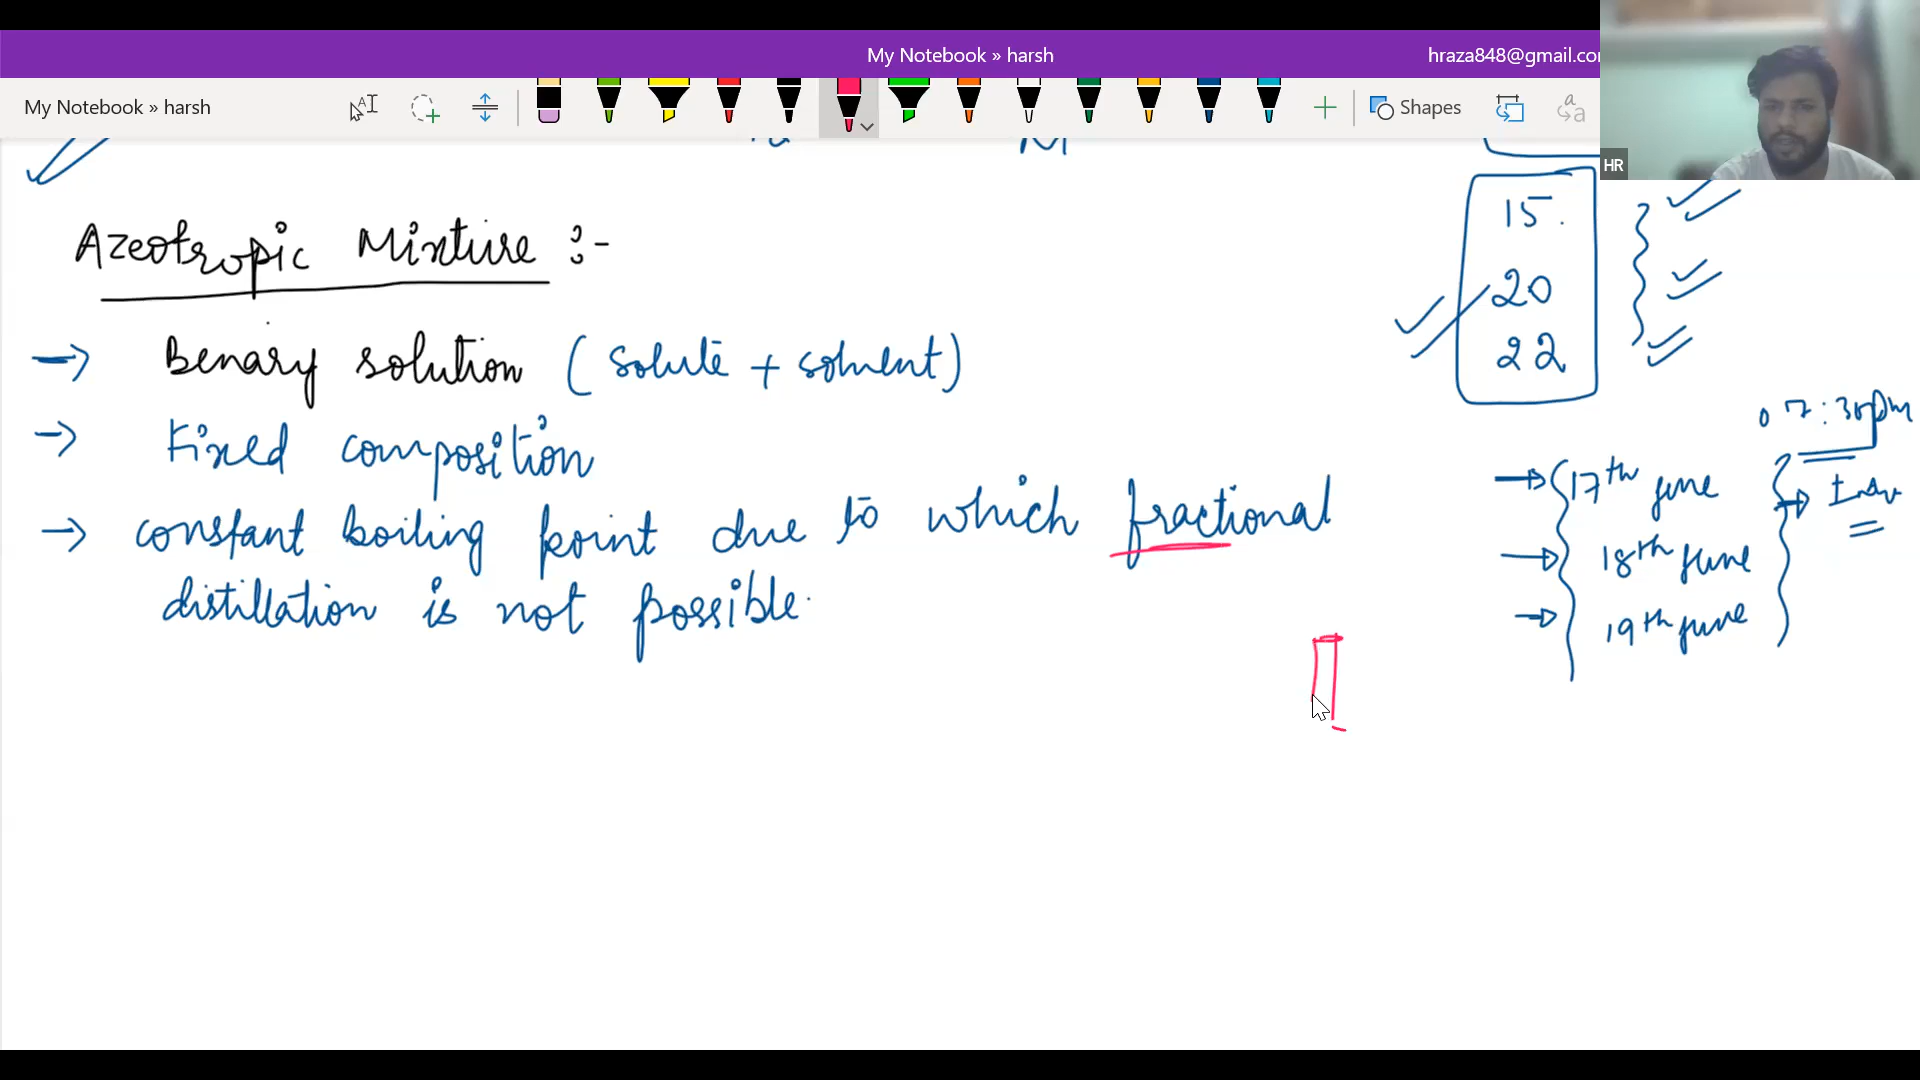 My Notebook » harsh
hraza848@gmail.co
My Notebook » harsh
Shapes
HR
Azeotropic Mixture :-
→ Benary solution (solute + solvent)
→ Fixed composition
→ constant boiling point due to which fractional
distillation is not possible.
15.
20
22
07:30pm
→ 17th june
→ 18th june
→ 19th june